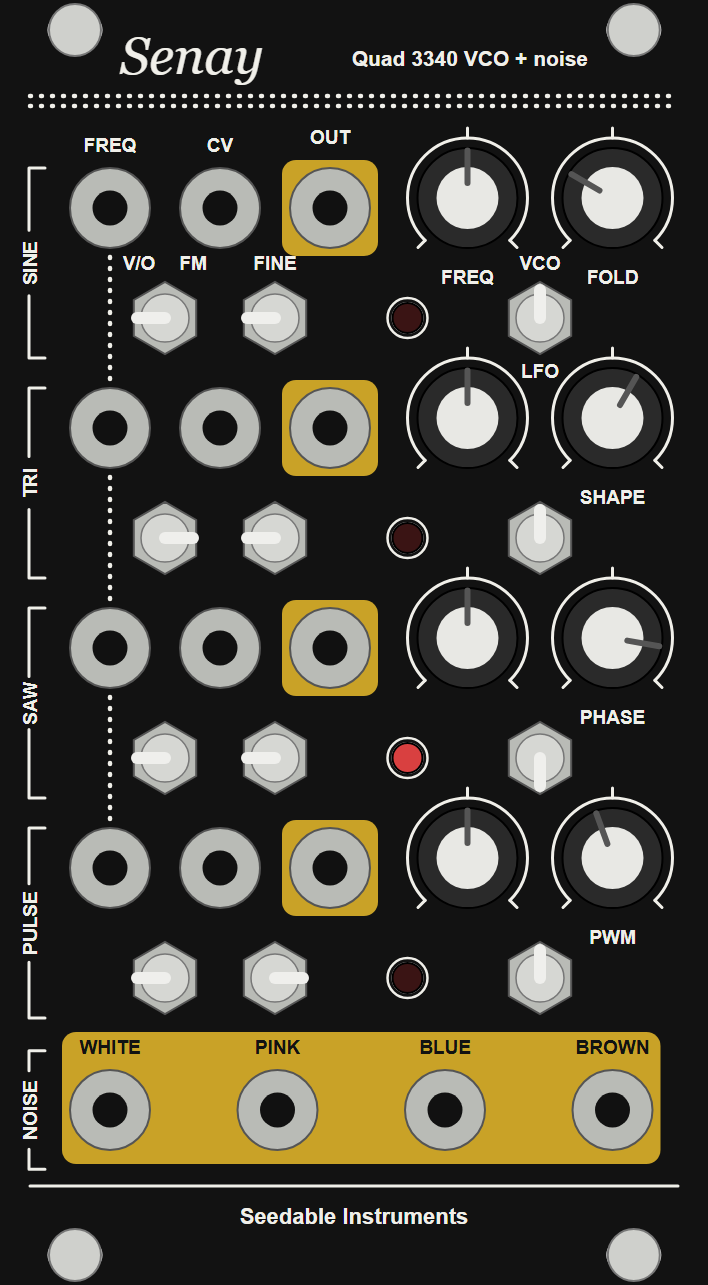 Senay
Quad 3340 VCO + noise
FREQ CV OUT
SINE
V/O FM FINE
FREQ VCO FOLD
LFO
TRI
SHAPE
SAW
PHASE
PULSE
PWM
NOISE
WHITE PINK BLUE BROWN
Seedable Instruments